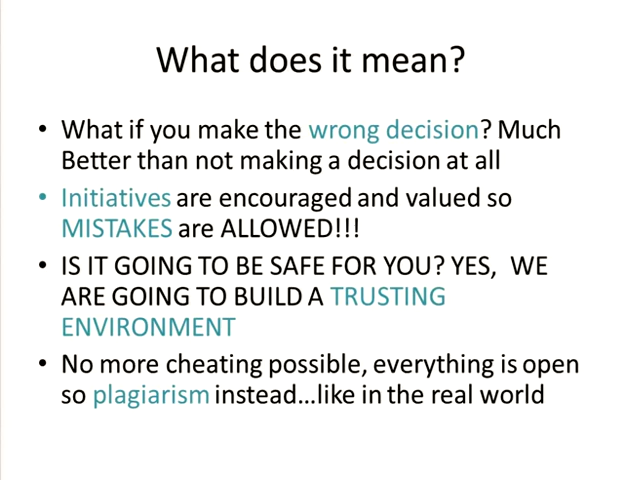 What does it mean?
• What if you make the wrong decision? Much
Better than not making a decision at all
• Initiatives are encouraged and valued so
MISTAKES are ALLOWED!!!
• IS IT GOING TO BE SAFE FOR YOU? YES, WE
ARE GOING TO BUILD A TRUSTING
ENVIRONMENT
• No more cheating possible, everything is open
so plagiarism instead…like in the real world